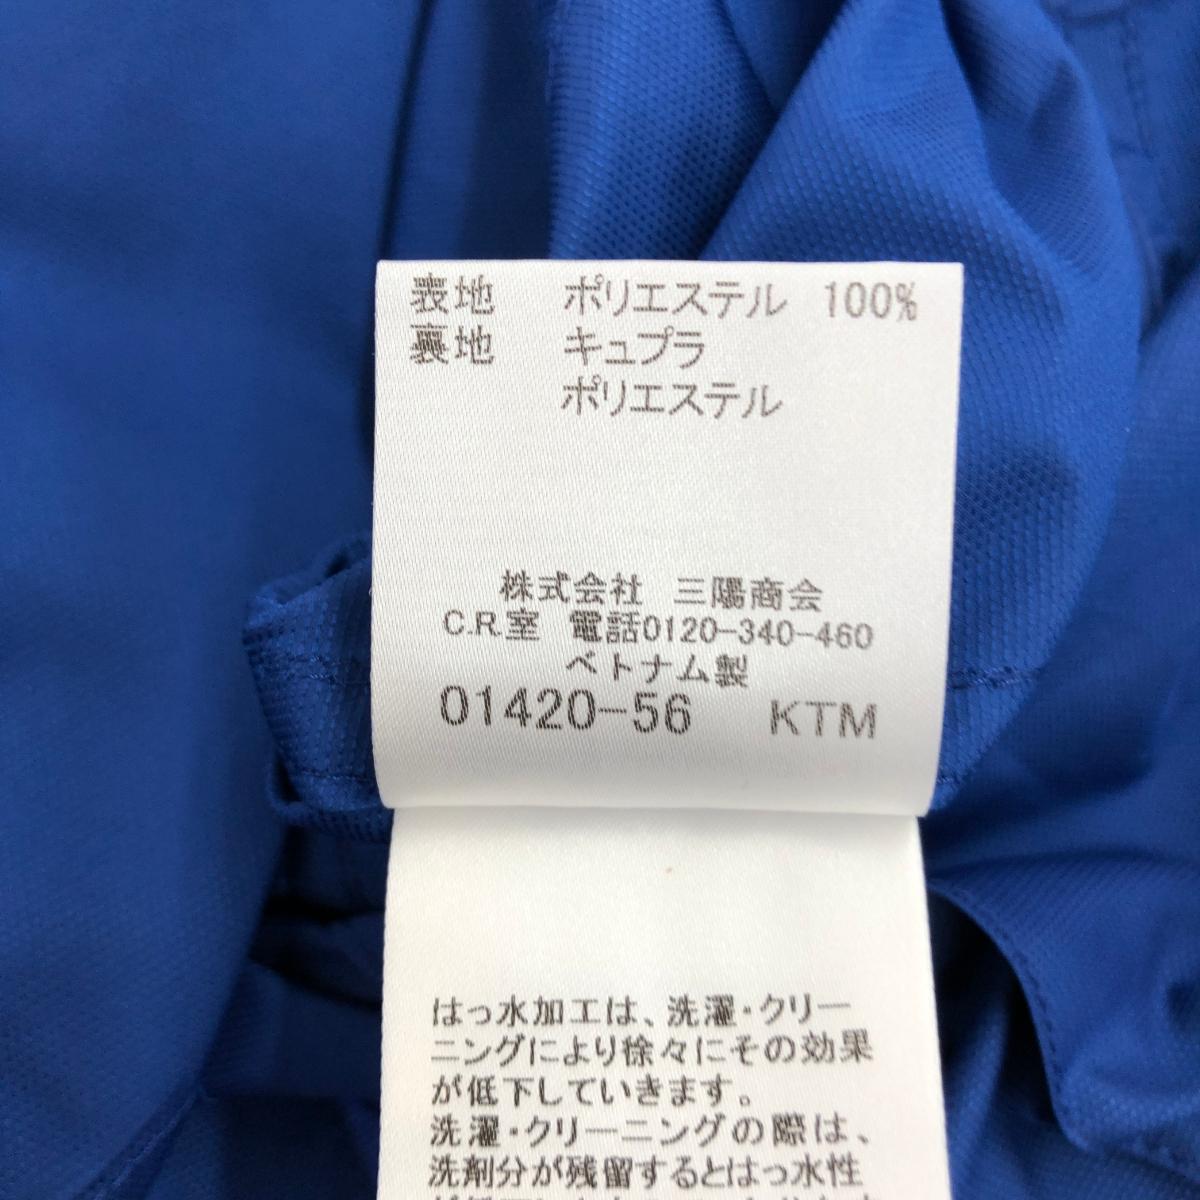 表地 ポリエステル 100%
裏地 キュプラ
ポリエステル
株式会社 三陽商会
C.R.室 電話0120-340-460
ベトナム製
01420-56 KTM
はっ水加工は、洗濯・クリー
ニングにより徐々にその効果
が低下していきます。
洗濯・クリーニングの際は、
洗剤分が残留するとはっ水性